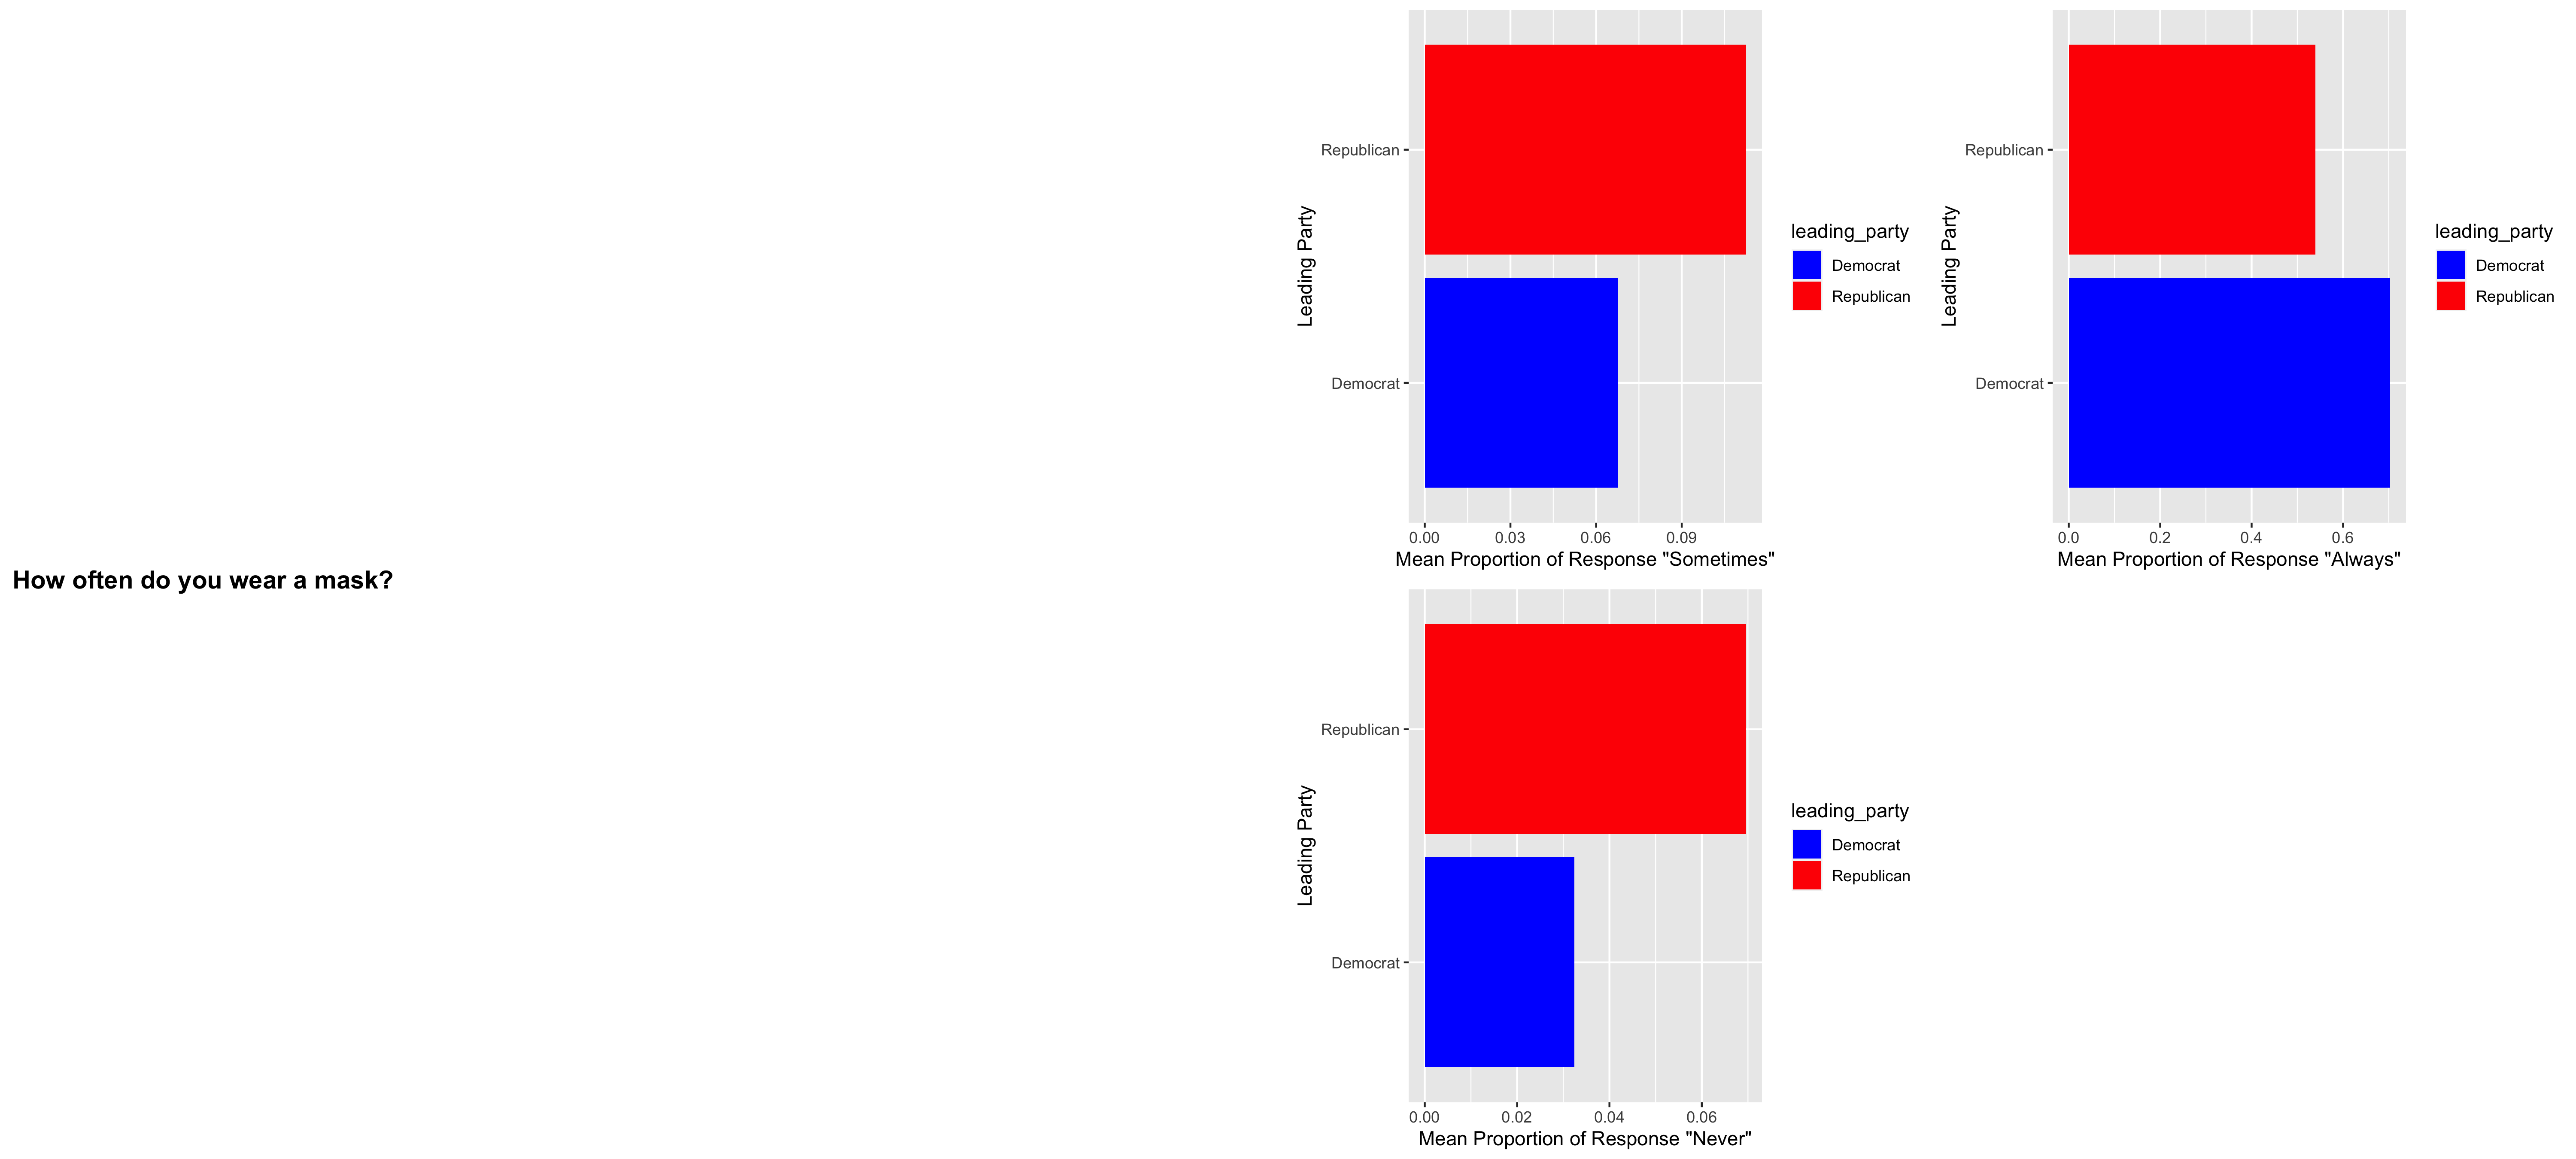 How often do you wear a mask?
Leading Party
Republican
Democrat
0.00 0.03 0.06 0.09
Mean Proportion of Response "Sometimes"
leading_party
Democrat
Republican
Leading Party
Republican
Democrat
0.0 0.2 0.4 0.6
Mean Proportion of Response "Always"
leading_party
Democrat
Republican
Leading Party
Republican
Democrat
0.00 0.02 0.04 0.06
Mean Proportion of Response "Never"
leading_party
Democrat
Republican